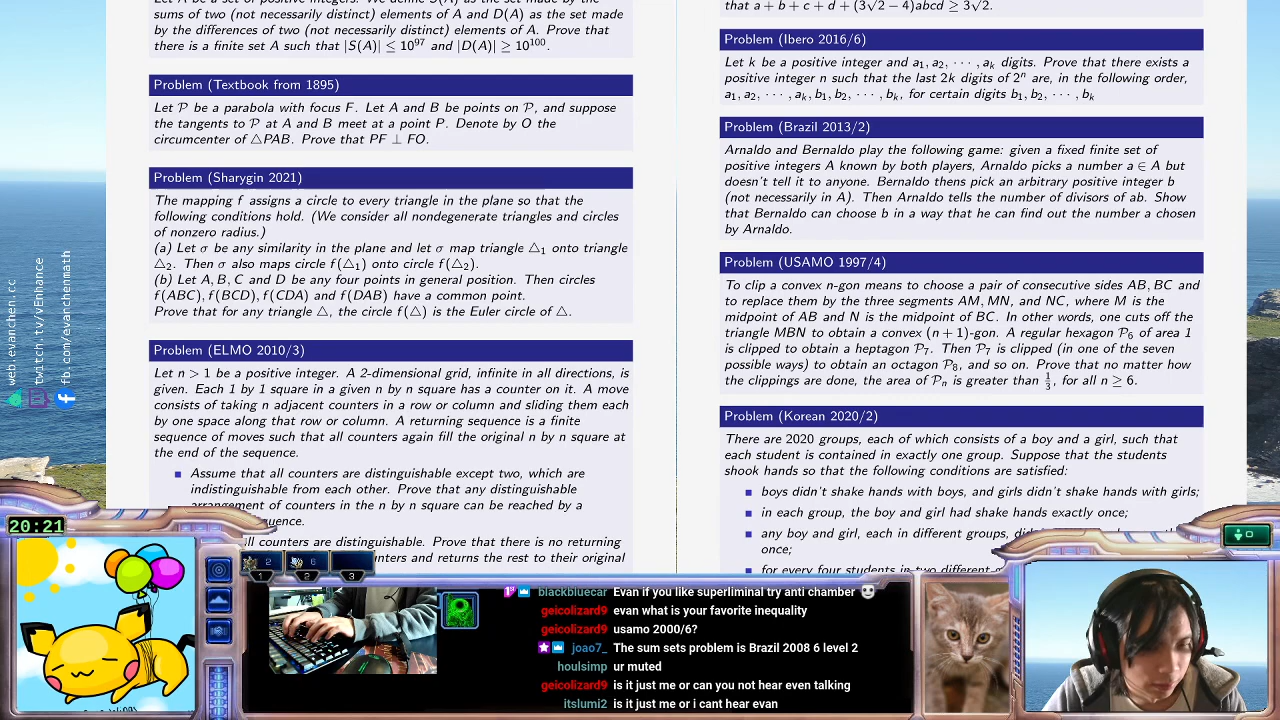 Let A be a set of positive integers. We define S(A) as the set made
sums of two (not necessarily distinct) elements of A and D(A) as the set made
by the differences of two (not necessarily distinct) elements of A. Prove that
there is a finite set A such that |S(A)| ≤ 10^97 and |D(A)| ≥ 10^100.
Problem (Textbook from 1895)
Let P be a parabola with focus F. Let A and B be points on P, and suppose
the tangents to P at A and B meet at a point P. Denote by O the
circumcenter of △PAB. Prove that PF ⊥ FO.
Problem (Sharygin 2021)
The mapping f assigns a circle to every triangle in the plane so that the
following conditions hold. (We consider all nondegenerate triangles and circles
of nonzero radius.)
(a) Let σ be any similarity in the plane and let σ map triangle △₁ onto triangle
△₂. Then σ also maps circle f(△₁) onto circle f(△₂).
(b) Let A, B, C and D be any four points in general position. Then circles
f(ABC), f(BCD), f(CDA) and f(DAB) have a common point.
Prove that for any triangle △, the circle f(△) is the Euler circle of △.
Problem (ELMO 2010/3)
Let n > 1 be a positive integer. A 2-dimensional grid, infinite in all directions, is
given. Each 1 by 1 square in a given n by n square has a counter on it. A move
consists of taking n adjacent counters in a row or column and sliding them each
by one space along that row or column. A returning sequence is a finite
sequence of moves such that all counters again fill the original n by n square at
the end of the sequence.
Assume that all counters are distinguishable except two, which are
indistinguishable from each other. Prove that any distinguishable
arrangement of counters in the n by n square can be reached by a
quence.
ll counters are distinguishable. Prove that there is no returning
nters and returns the rest to their original
that a + b + c + d + (3√2 − 4)abcd ≥ 3√2.
Problem (Ibero 2016/6)
Let k be a positive integer and a₁, a₂, ⋯ , aₖ digits. Prove that there exists a
positive integer n such that the last 2k digits of 2ⁿ are, in the following order,
a₁, a₂, ⋯ , aₖ, b₁, b₂, ⋯ , bₖ, for certain digits b₁, b₂, ⋯ , bₖ
Problem (Brazil 2013/2)
Arnaldo and Bernaldo play the following game: given a fixed finite set of
positive integers A known by both players, Arnaldo picks a number a ∈ A but
doesn't tell it to anyone. Bernaldo thens pick an arbitrary positive integer b
(not necessarily in A). Then Arnaldo tells the number of divisors of ab. Show
that Bernaldo can choose b in a way that he can find out the number a chosen
by Arnaldo.
Problem (USAMO 1997/4)
To clip a convex n-gon means to choose a pair of consecutive sides AB, BC and
to replace them by the three segments AM, MN, and NC, where M is the
midpoint of AB and N is the midpoint of BC. In other words, one cuts off the
triangle MBN to obtain a convex (n + 1)-gon. A regular hexagon P₆ of area 1
is clipped to obtain a heptagon P₇. Then P₇ is clipped (in one of the seven
possible ways) to obtain an octagon P₈, and so on. Prove that no matter how
the clippings are done, the area of Pₙ is greater than 1/3, for all n ≥ 6.
Problem (Korean 2020/2)
There are 2020 groups, each of which consists of a boy and a girl, such that
each student is contained in exactly one group. Suppose that the students
shook hands so that the following conditions are satisfied:
boys didn't shake hands with boys, and girls didn't shake hands with girls;
in each group, the boy and girl had shake hands exactly once;
any boy and girl, each in different groups, did
once;
for every four students in two different
web.evanchen.cc
twitch.tv/vEnhance
fb.com/evanchenmath
20:21
2
6
1
2
3
0
blackbluecar Evan if you like superliminal try anti chamber
geicolizard9 evan what is your favorite inequality
geicolizard9 usamo 2000/6?
joao7_ The sum sets problem is Brazil 2008 6 level 2
houlsimp ur muted
geicolizard9 is it just me or can you not hear even talking
itslumi2 is it just me or i cant hear evan